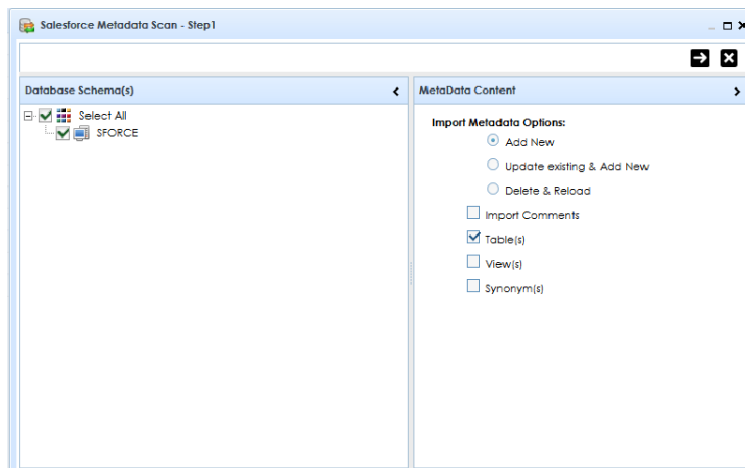 Salesforce Metadata Scan - Step1
Database Schema(s)
Select All
SFORCE
MetaData Content
Import Metadata Options:
Add New
Update existing & Add New
Delete & Reload
Import Comments
Table(s)
View(s)
Synonym(s)